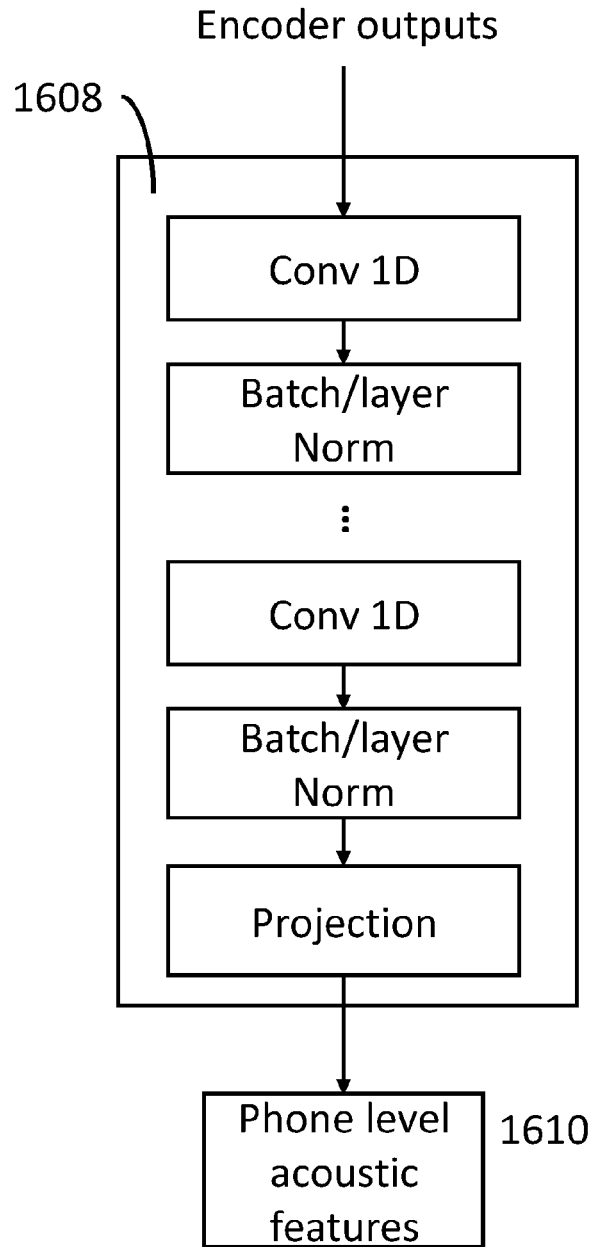 Encoder outputs
1608
Conv 1D
Batch/layer
Norm
...
Conv 1D
Batch/layer
Norm
Projection
Phone level
acoustic
features
1610